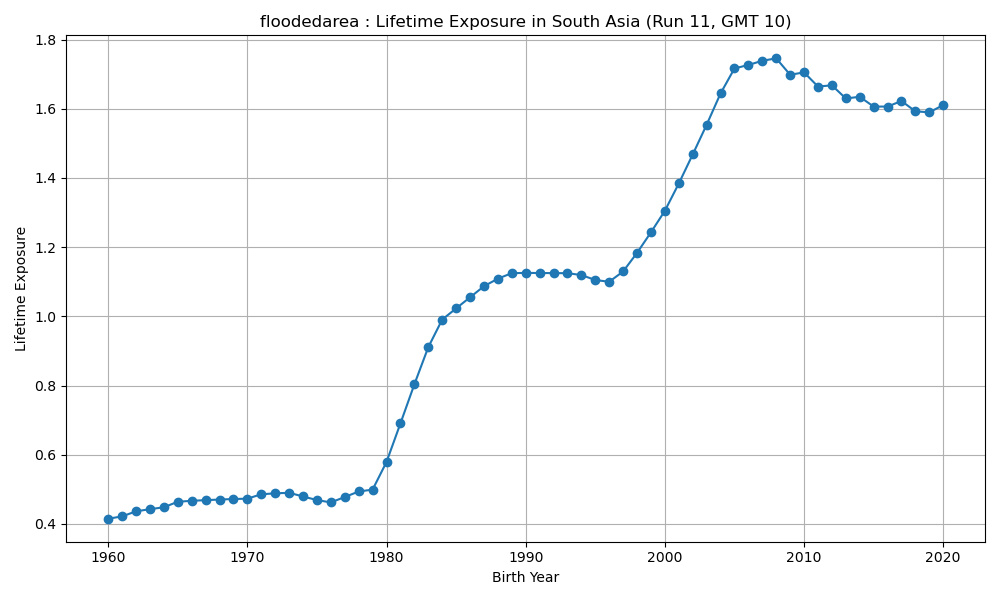 floodedarea : Lifetime Exposure in South Asia (Run 11, GMT 10)
1.8
1.6
1.4
1.2
1.0
0.8
0.6
0.4
Lifetime Exposure
1960 1970 1980 1990 2000 2010 2020
Birth Year